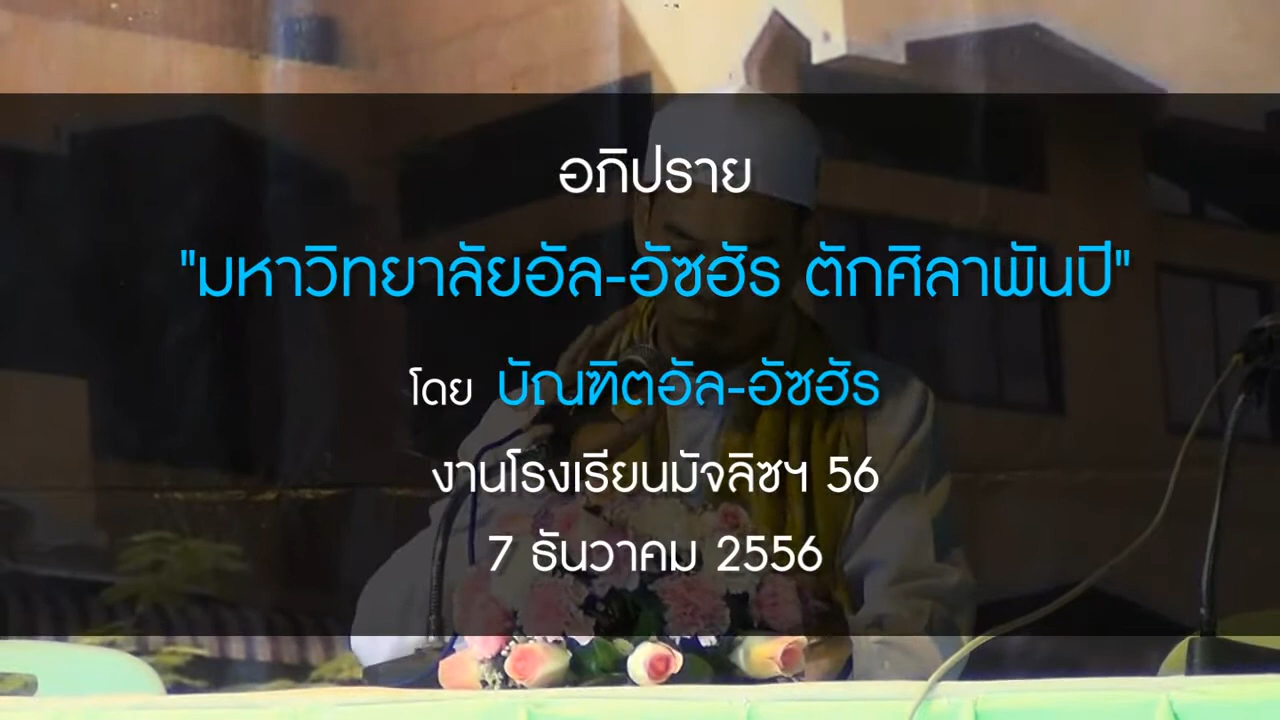 อภิปราย
"มหาวิทยาลัยอัล-อัซฮัร ตักศิลาพันปี"
โดย บัณฑิตอัล-อัซฮัร
งานโรงเรียนมัจลิซฯ 56
7 ธันวาคม 2556